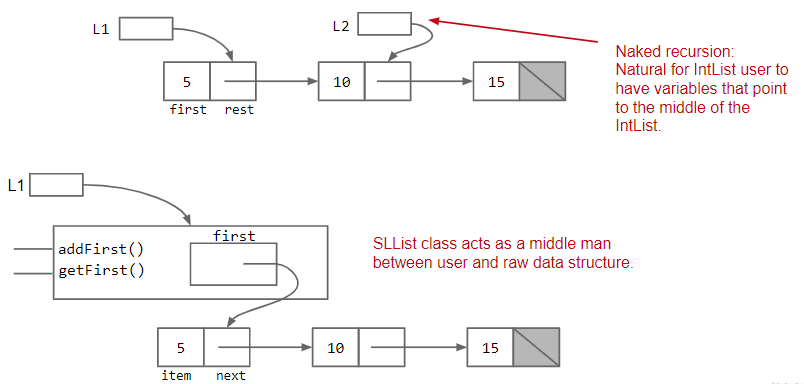 L1
L2
Naked recursion:
Natural for IntList user to
have variables that point
to the middle of the
IntList.
5
10
15
first rest
L1
first
addFirst()
getFirst()
SLList class acts as a middle man
between user and raw data structure.
5
10
15
item next